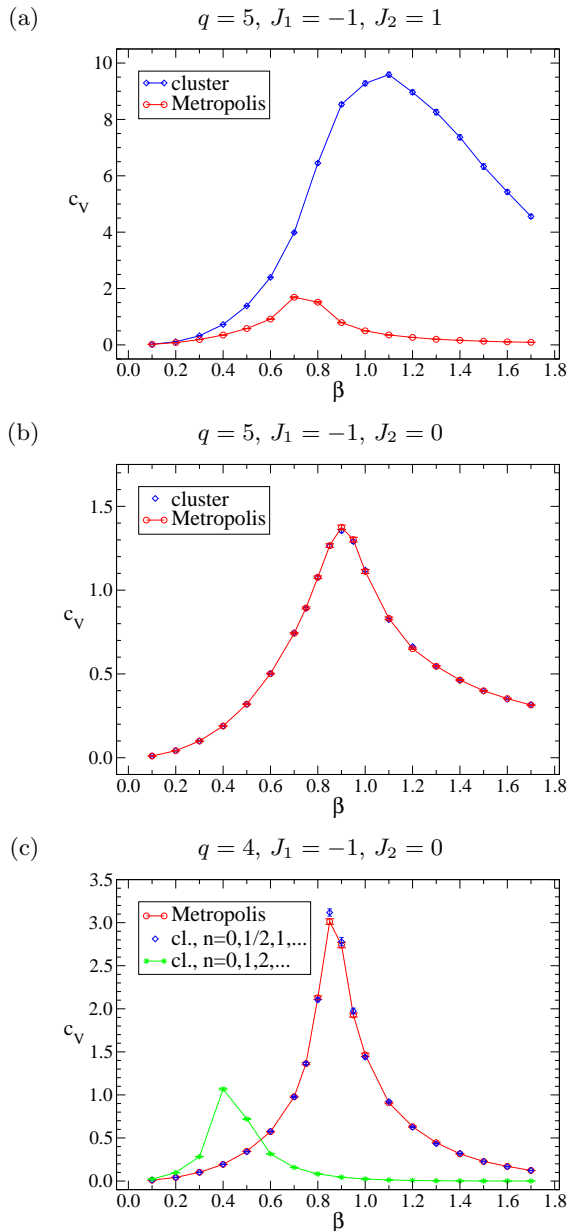 (a) q = 5, J₁ = −1, J₂ = 1
cluster
Metropolis
10
8
6
4
2
0
c_V
0.0 0.2 0.4 0.6 0.8 1.0 1.2 1.4 1.6 1.8
β
(b) q = 5, J₁ = −1, J₂ = 0
cluster
Metropolis
1.5
1.0
0.5
0.0
c_V
0.0 0.2 0.4 0.6 0.8 1.0 1.2 1.4 1.6 1.8
β
(c) q = 4, J₁ = −1, J₂ = 0
Metropolis
cl., n=0,1/2,1,...
cl., n=0,1,2,...
3.5
3.0
2.5
2.0
1.5
1.0
0.5
0.0
c_V
0.0 0.2 0.4 0.6 0.8 1.0 1.2 1.4 1.6 1.8
β